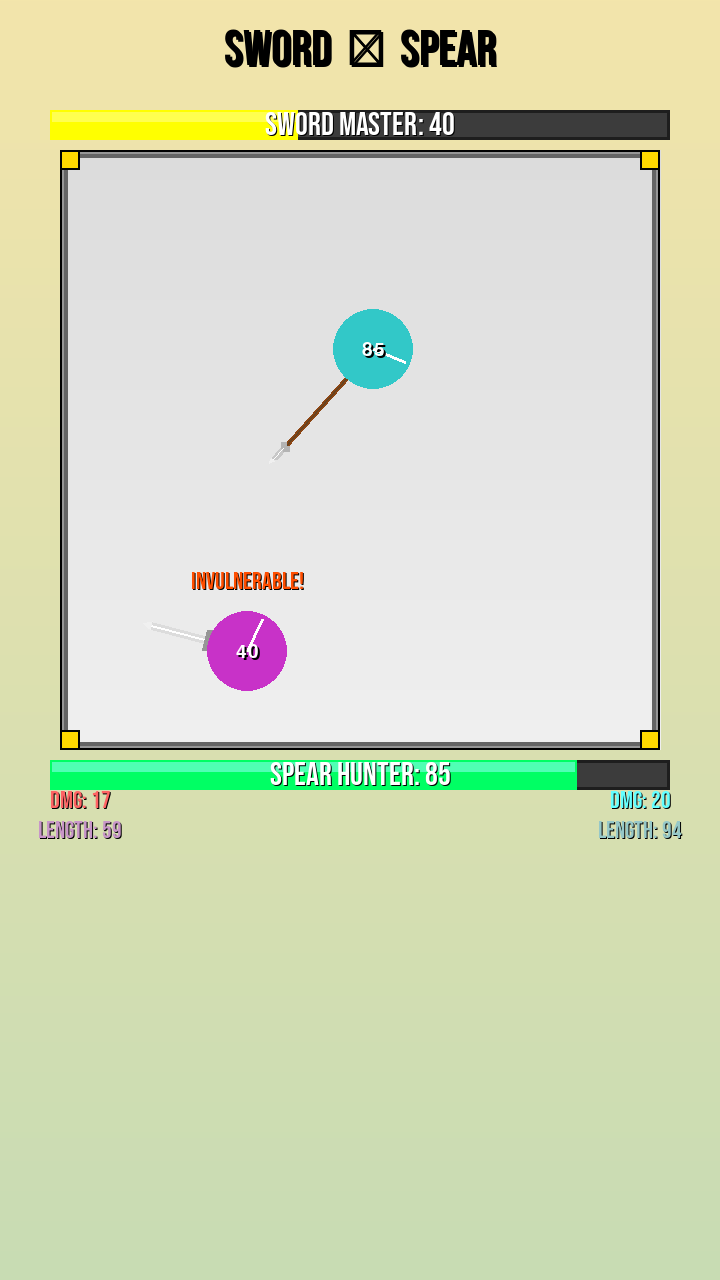 SWORD ⚔ SPEAR
SWORD MASTER: 40
85
INVULNERABLE!
40
SPEAR HUNTER: 85
DMG: 17
DMG: 20
LENGTH: 59
LENGTH: 94